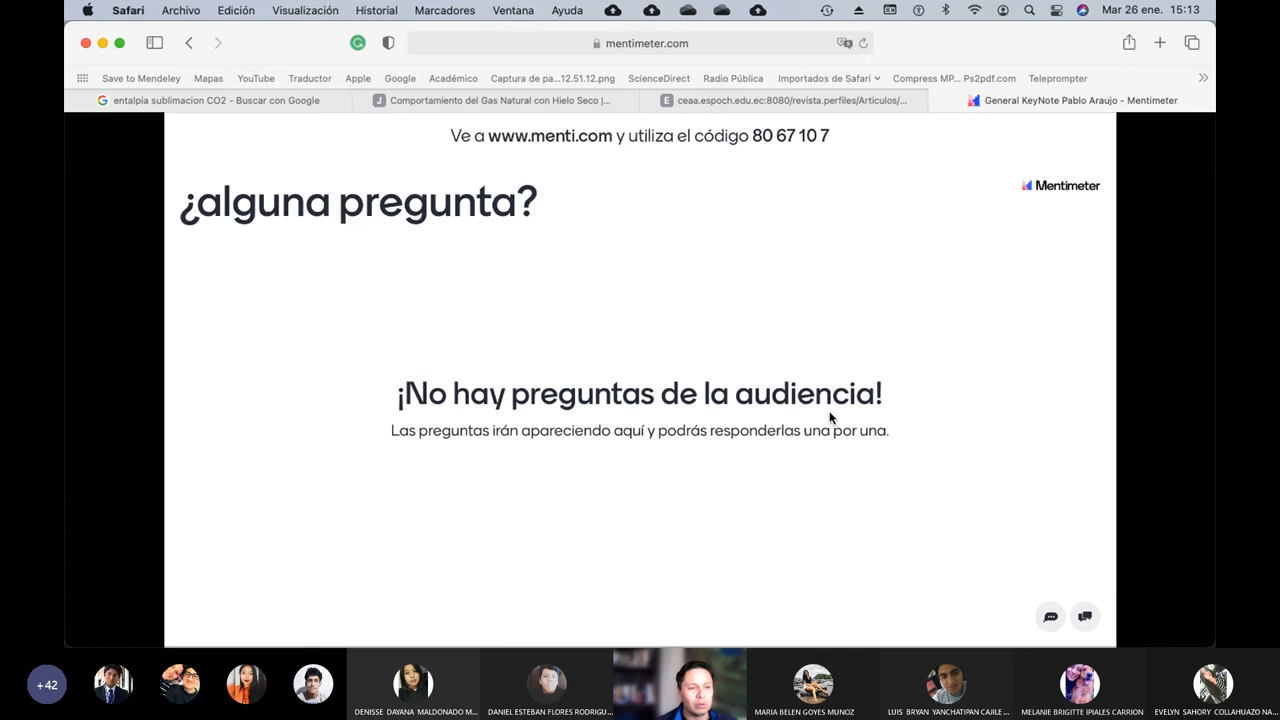 Safari Archivo Edición Visualización Historial Marcadores Ventana Ayuda Mar 26 ene. 15:13
mentimeter.com
Save to Mendeley Mapas YouTube Traductor Apple Google Académico Captura de pa...12.51.12.png ScienceDirect Radio Pública Importados de Safari Compress MP... Ps2pdf.com Teleprompter
entalpia sublimacion CO2 - Buscar con Google Comportamiento del Gas Natural con Hielo Seco |... ceaa.espoch.edu.ec:8080/revista.perfiles/Articulos/... General KeyNote Pablo Araujo - Mentimeter
Ve a www.menti.com y utiliza el código 80 67 10 7
Mentimeter
¿alguna pregunta?
¡No hay preguntas de la audiencia!
Las preguntas irán apareciendo aquí y podrás responderlas una por una.
+42
DENISSE DAYANA MALDONADO M... DANIEL ESTEBAN FLORES RODRIGU... MARIA BELEN GOYES MUNOZ LUIS BRYAN YANCHATIPAN CAJILE... MELANIE BRIGITTE IPIALES CARRION EVELYN SAHORY COLLAHUAZO NA...